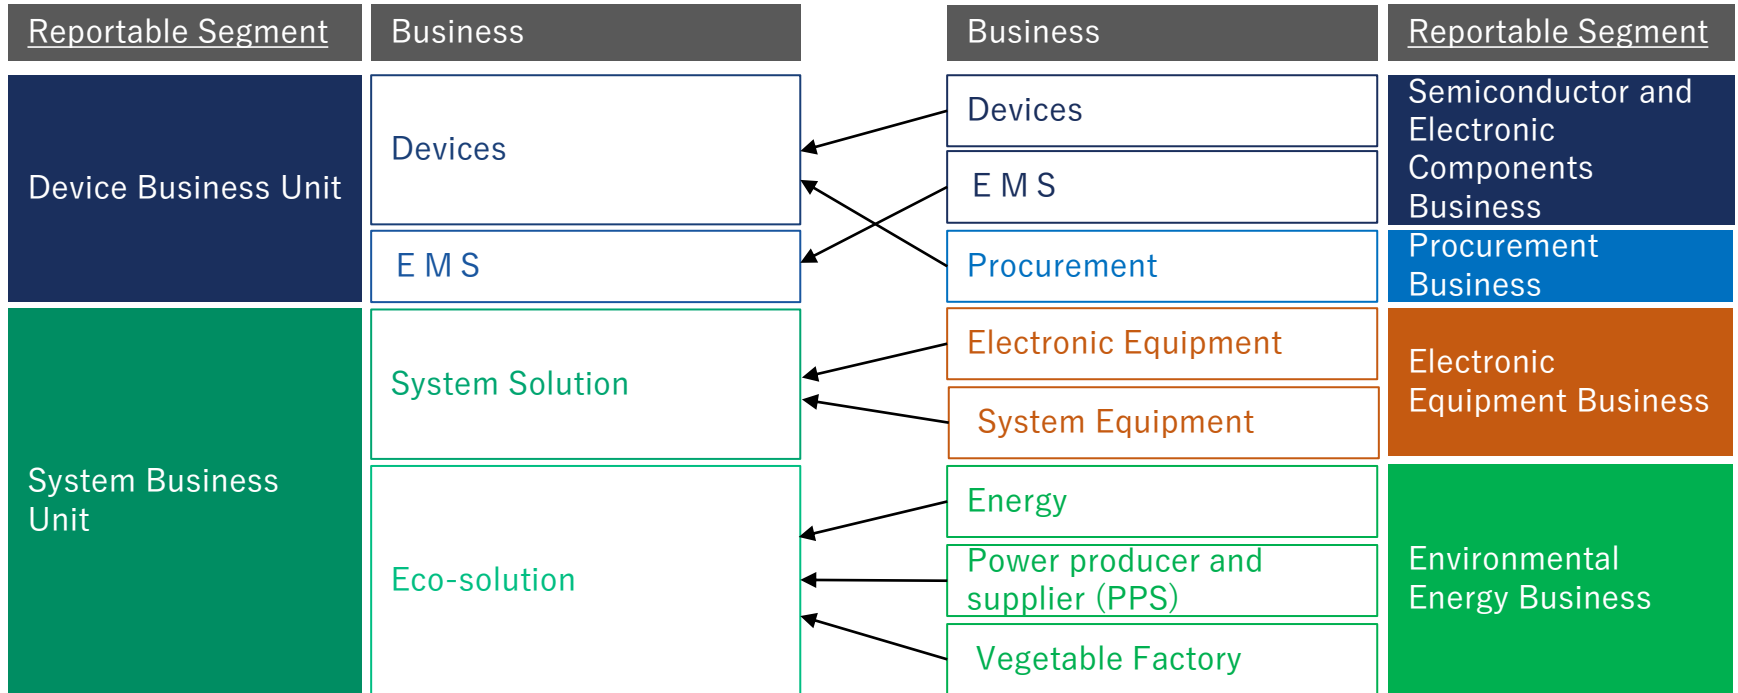 Reportable Segment
Business
Business
Reportable Segment
Device Business Unit
Devices
E M S
System Business
Unit
System Solution
Eco-solution
Devices
E M S
Procurement
Electronic Equipment
System Equipment
Energy
Power producer and
supplier (PPS)
Vegetable Factory
Semiconductor and
Electronic
Components
Business
Procurement
Business
Electronic
Equipment Business
Environmental
Energy Business